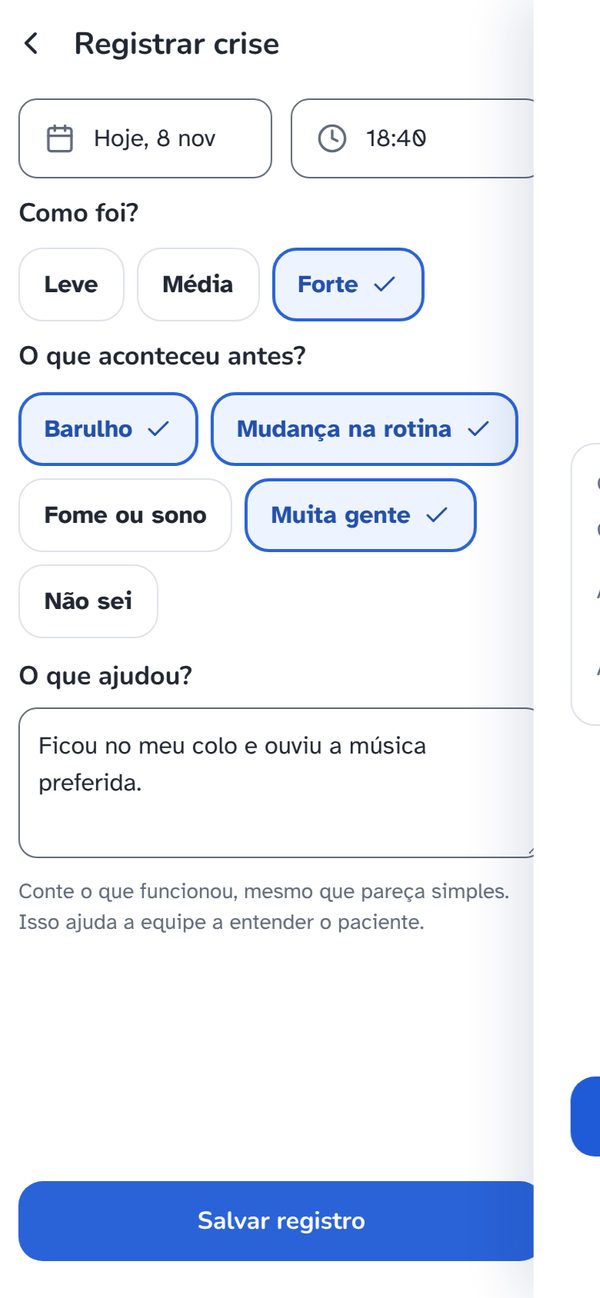 Registrar crise
Hoje, 8 nov
18:40
Como foi?
Leve
Média
Forte
O que aconteceu antes?
Barulho
Mudança na rotina
Fome ou sono
Muita gente
Não sei
O que ajudou?
Ficou no meu colo e ouviu a música
preferida.
Conte o que funcionou, mesmo que pareça simples.
Isso ajuda a equipe a entender o paciente.
Salvar registro